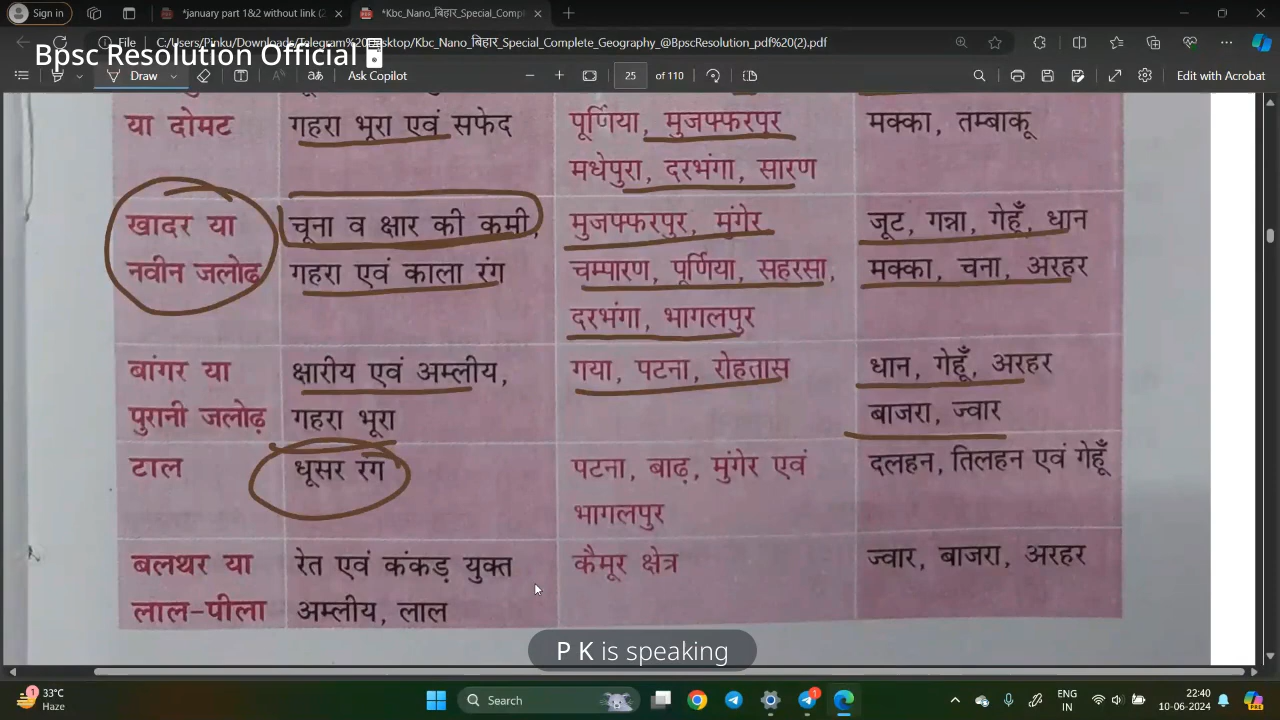 Sign in
*january part 1&2 without link (2
*Kbc_Nano_बिहार_Special_Compl
File
C:/Users/Pinku/Downloads/Telegram%20Desktop/Kbc_Nano_बिहार_Special_Complete_Geography_@BpscResolution_pdf%20(2).pdf
Bpsc Resolution Official
Draw
Ask Copilot
25 of 110
Edit with Acrobat
या दोमट गहरा भूरा एवं सफेद पूर्णिया, मुजफ्फरपुर मक्का, तम्बाकू
मधेपुरा, दरभंगा, सारण
खादर या चूना व क्षार की कमी, मुजफ्फरपुर, मुंगेर जूट, गन्ना, गेहूँ, धान
नवीन जलोढ़ गहरा एवं काला रंग चम्पारण, पूर्णिया, सहरसा, मक्का, चना, अरहर
दरभंगा, भागलपुर
बांगर या क्षारीय एवं अम्लीय, गया, पटना, रोहतास धान, गेहूँ, अरहर
पुरानी जलोढ़ गहरा भूरा बाजरा, ज्वार
टाल धूसर रंग पटना, बाढ़, मुंगेर एवं दलहन, तिलहन एवं गेहूँ
भागलपुर
बलथर या रेत एवं कंकड़ युक्त कैमूर क्षेत्र ज्वार, बाजरा, अरहर
लाल-पीला अम्लीय, लाल
P K is speaking
33°C
Haze
Search
ENG
IN
22:40
10-06-2024